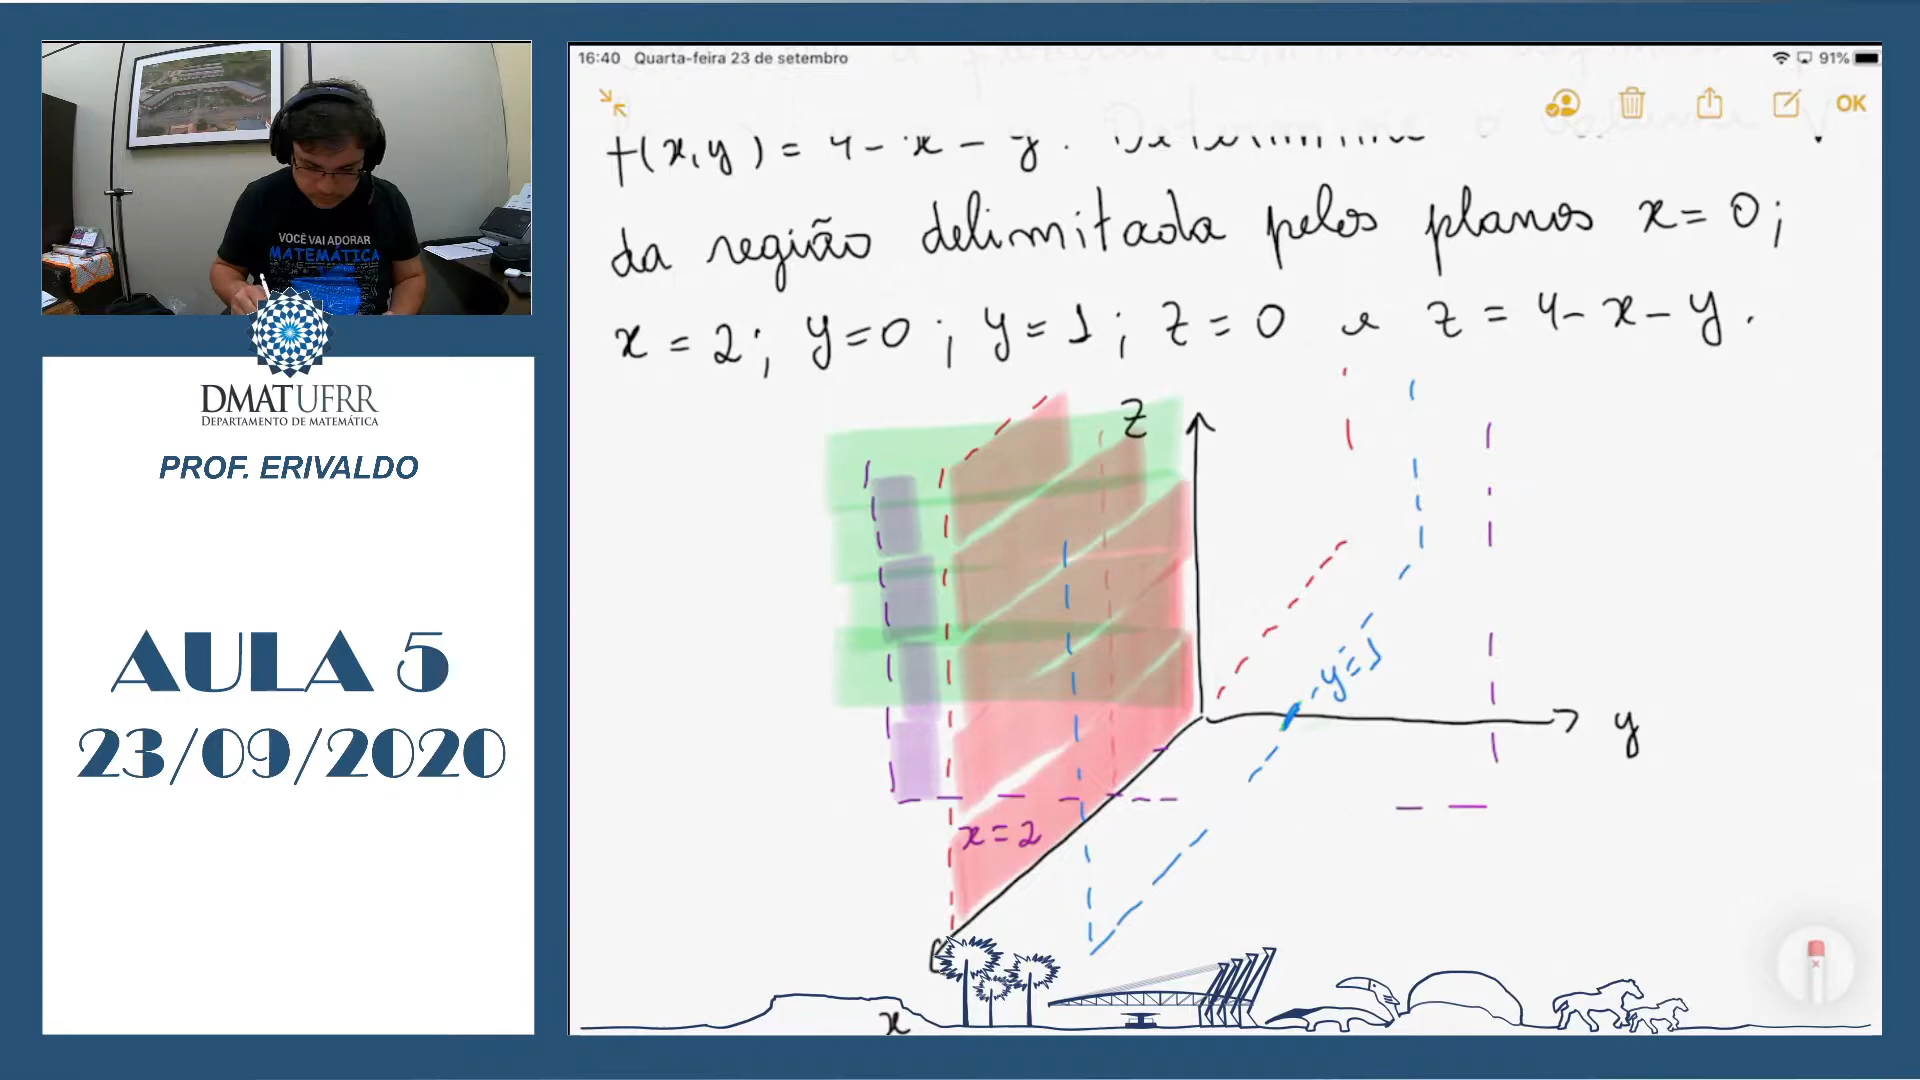 16:40 Quarta-feira 23 de setembro
91%
OK
f(x,y) = 4-x-y. Determine o
da região delimitada pelos planos x=0;
x=2; y=0; y=1; z=0 e z=4-x-y.
z
y=1
y
x=2
x
VOCÊ VAI ADORAR
MATEMÁTICA
DMATUFRR
DEPARTAMENTO DE MATEMÁTICA
PROF. ERIVALDO
AULA 5
23/09/2020